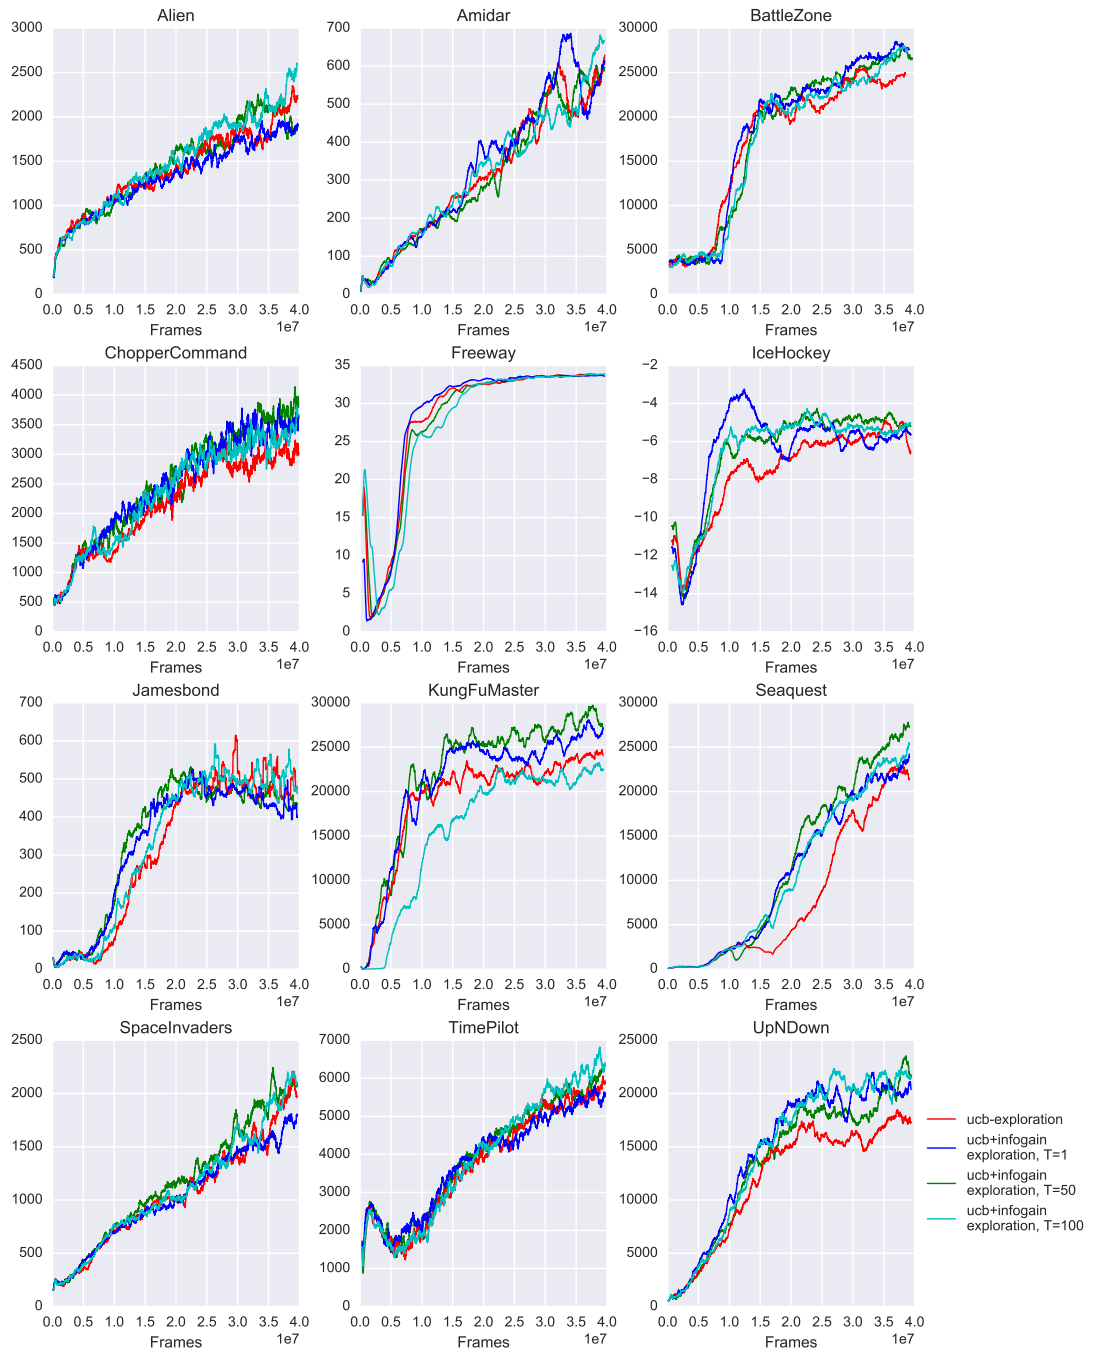 Alien
Amidar
BattleZone
3000
2500
2000
1500
1000
500
0
0.0 0.5 1.0 1.5 2.0 2.5 3.0 3.5 4.0
Frames
1e7
700
600
500
400
300
200
100
0
0.0 0.5 1.0 1.5 2.0 2.5 3.0 3.5 4.0
Frames
1e7
30000
25000
20000
15000
10000
5000
0
0.0 0.5 1.0 1.5 2.0 2.5 3.0 3.5 4.0
Frames
1e7
ChopperCommand
Freeway
IceHockey
4500
4000
3500
3000
2500
2000
1500
1000
500
0
0.0 0.5 1.0 1.5 2.0 2.5 3.0 3.5 4.0
Frames
1e7
35
30
25
20
15
10
5
0
0.0 0.5 1.0 1.5 2.0 2.5 3.0 3.5 4.0
Frames
1e7
−2
−4
−6
−8
−10
−12
−14
−16
0.0 0.5 1.0 1.5 2.0 2.5 3.0 3.5 4.0
Frames
1e7
Jamesbond
KungFuMaster
Seaquest
700
600
500
400
300
200
100
0
0.0 0.5 1.0 1.5 2.0 2.5 3.0 3.5 4.0
Frames
1e7
30000
25000
20000
15000
10000
5000
0
0.0 0.5 1.0 1.5 2.0 2.5 3.0 3.5 4.0
Frames
1e7
30000
25000
20000
15000
10000
5000
0
0.0 0.5 1.0 1.5 2.0 2.5 3.0 3.5 4.0
Frames
1e7
SpaceInvaders
TimePilot
UpNDown
2500
2000
1500
1000
500
0
0.0 0.5 1.0 1.5 2.0 2.5 3.0 3.5 4.0
Frames
1e7
7000
6000
5000
4000
3000
2000
1000
0
0.0 0.5 1.0 1.5 2.0 2.5 3.0 3.5 4.0
Frames
1e7
25000
20000
15000
10000
5000
0
0.0 0.5 1.0 1.5 2.0 2.5 3.0 3.5 4.0
Frames
1e7
ucb-exploration
ucb+infogain
exploration, T=1
ucb+infogain
exploration, T=50
ucb+infogain
exploration, T=100